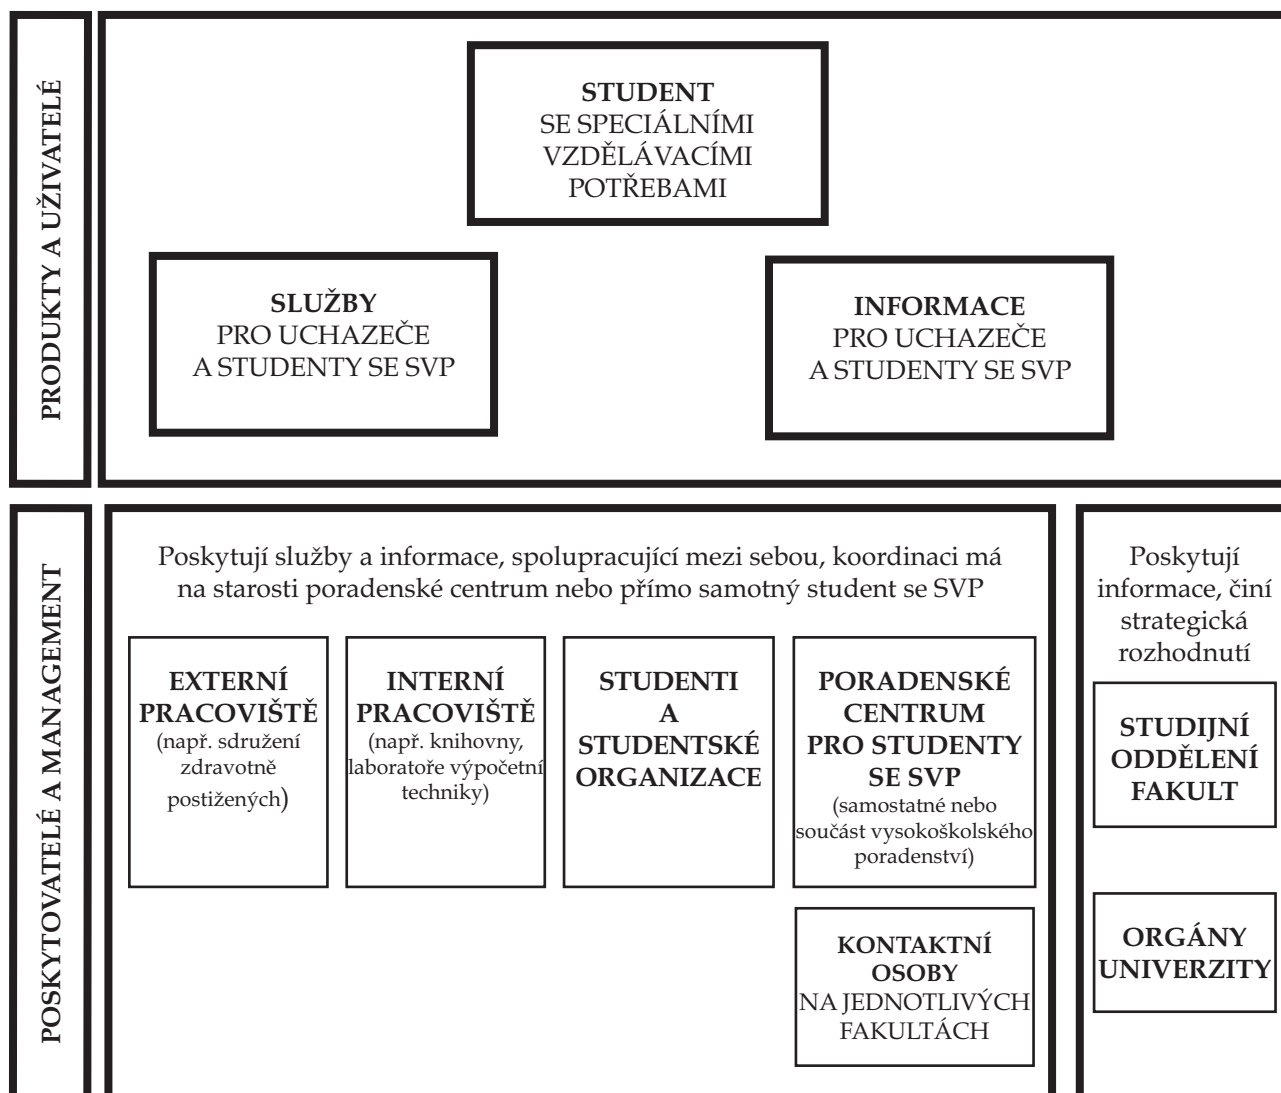 PRODUKTY A UŽIVATELÉ
STUDENT
SE SPECIÁLNÍMI
VZDĚLÁVACÍMI
POTŘEBAMI
SLUŽBY
PRO UCHAZEČE
A STUDENTY SE SVP
INFORMACE
PRO UCHAZEČE
A STUDENTY SE SVP
POSKYTOVATELÉ A MANAGEMENT
Poskytují služby a informace, spolupracující mezi sebou, koordinaci má
na starosti poradenské centrum nebo přímo samotný student se SVP
EXTERNÍ
PRACOVIŠTĚ
(např. sdružení
zdravotně
postižených)
INTERNÍ
PRACOVIŠTĚ
(např. knihovny,
laboratoře výpočetní
techniky)
STUDENTI
A
STUDENTSKÉ
ORGANIZACE
PORADENSKÉ
CENTRUM
PRO STUDENTY
SE SVP
(samostatné nebo
součást vysokoškolského
poradenství)
KONTAKTNÍ
OSOBY
NA JEDNOTLIVÝCH
FAKULTÁCH
Poskytují
informace, činí
strategická
rozhodnutí
STUDIJNÍ
ODDĚLENÍ
FAKULT
ORGÁNY
UNIVERZITY